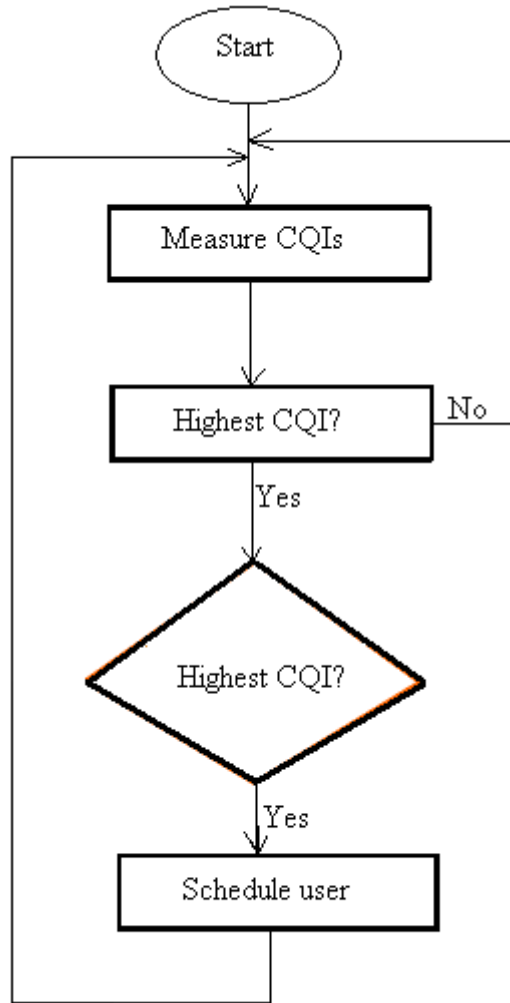 Start
Measure CQIs
Highest CQI?
No
Yes
Highest CQI?
Yes
Schedule user